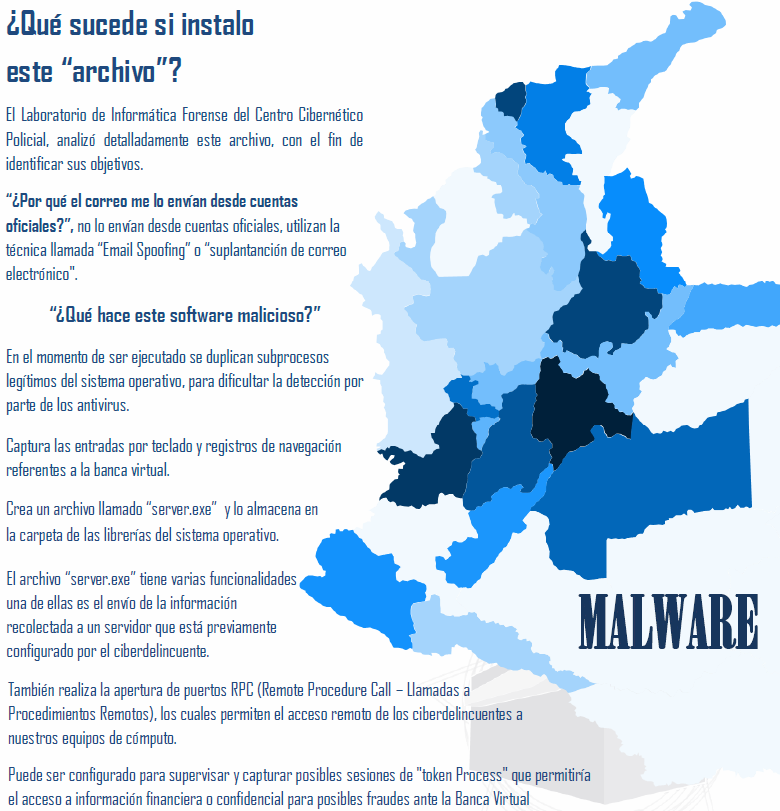 ¿Qué sucede si instalo
este “archivo”?
El Laboratorio de Informática Forense del Centro Cibernético
Policial, analizó detalladamente este archivo, con el fin de
identificar sus objetivos.
“¿Por qué el correo me lo envían desde cuentas
oficiales?”, no lo envían desde cuentas oficiales, utilizan la
técnica llamada “Email Spoofing” o “suplantanción de correo
electrónico".
“¿Qué hace este software malicioso?”
En el momento de ser ejecutado se duplican subprocesos
legítimos del sistema operativo, para dificultar la detección por
parte de los antivirus.
Captura las entradas por teclado y registros de navegación
referentes a la banca virtual.
Crea un archivo llamado “server.exe” y lo almacena en
la carpeta de las librerías del sistema operativo.
El archivo “server.exe” tiene varias funcionalidades
una de ellas es el envío de la información
recolectada a un servidor que está previamente
configurado por el ciberdelincuente.
MALWARE
También realiza la apertura de puertos RPC (Remote Procedure Call – Llamadas a
Procedimientos Remotos), los cuales permiten el acceso remoto de los ciberdelincuentes a
nuestros equipos de cómputo.
Puede ser configurado para supervisar y capturar posibles sesiones de "token Process" que permitiría
el acceso a información financiera o confidencial para posibles fraudes ante la Banca Virtual